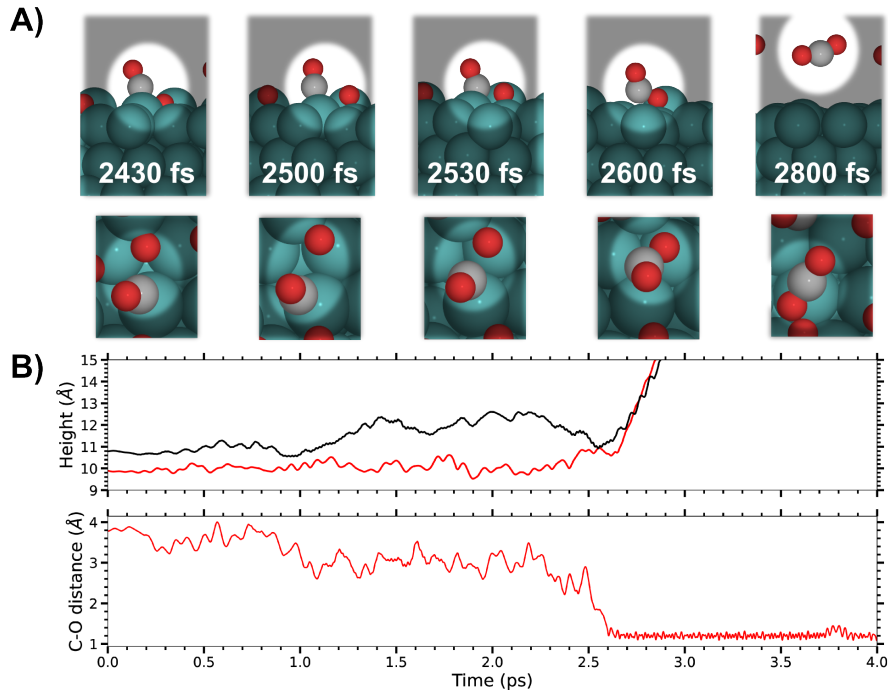 A)
2430 fs
2500 fs
2530 fs
2600 fs
2800 fs
B)
Height (Å)
15
14
13
12
11
10
9
C-O distance (Å)
4
3
2
1
0.0 0.5 1.0 1.5 2.0 2.5 3.0 3.5 4.0
Time (ps)